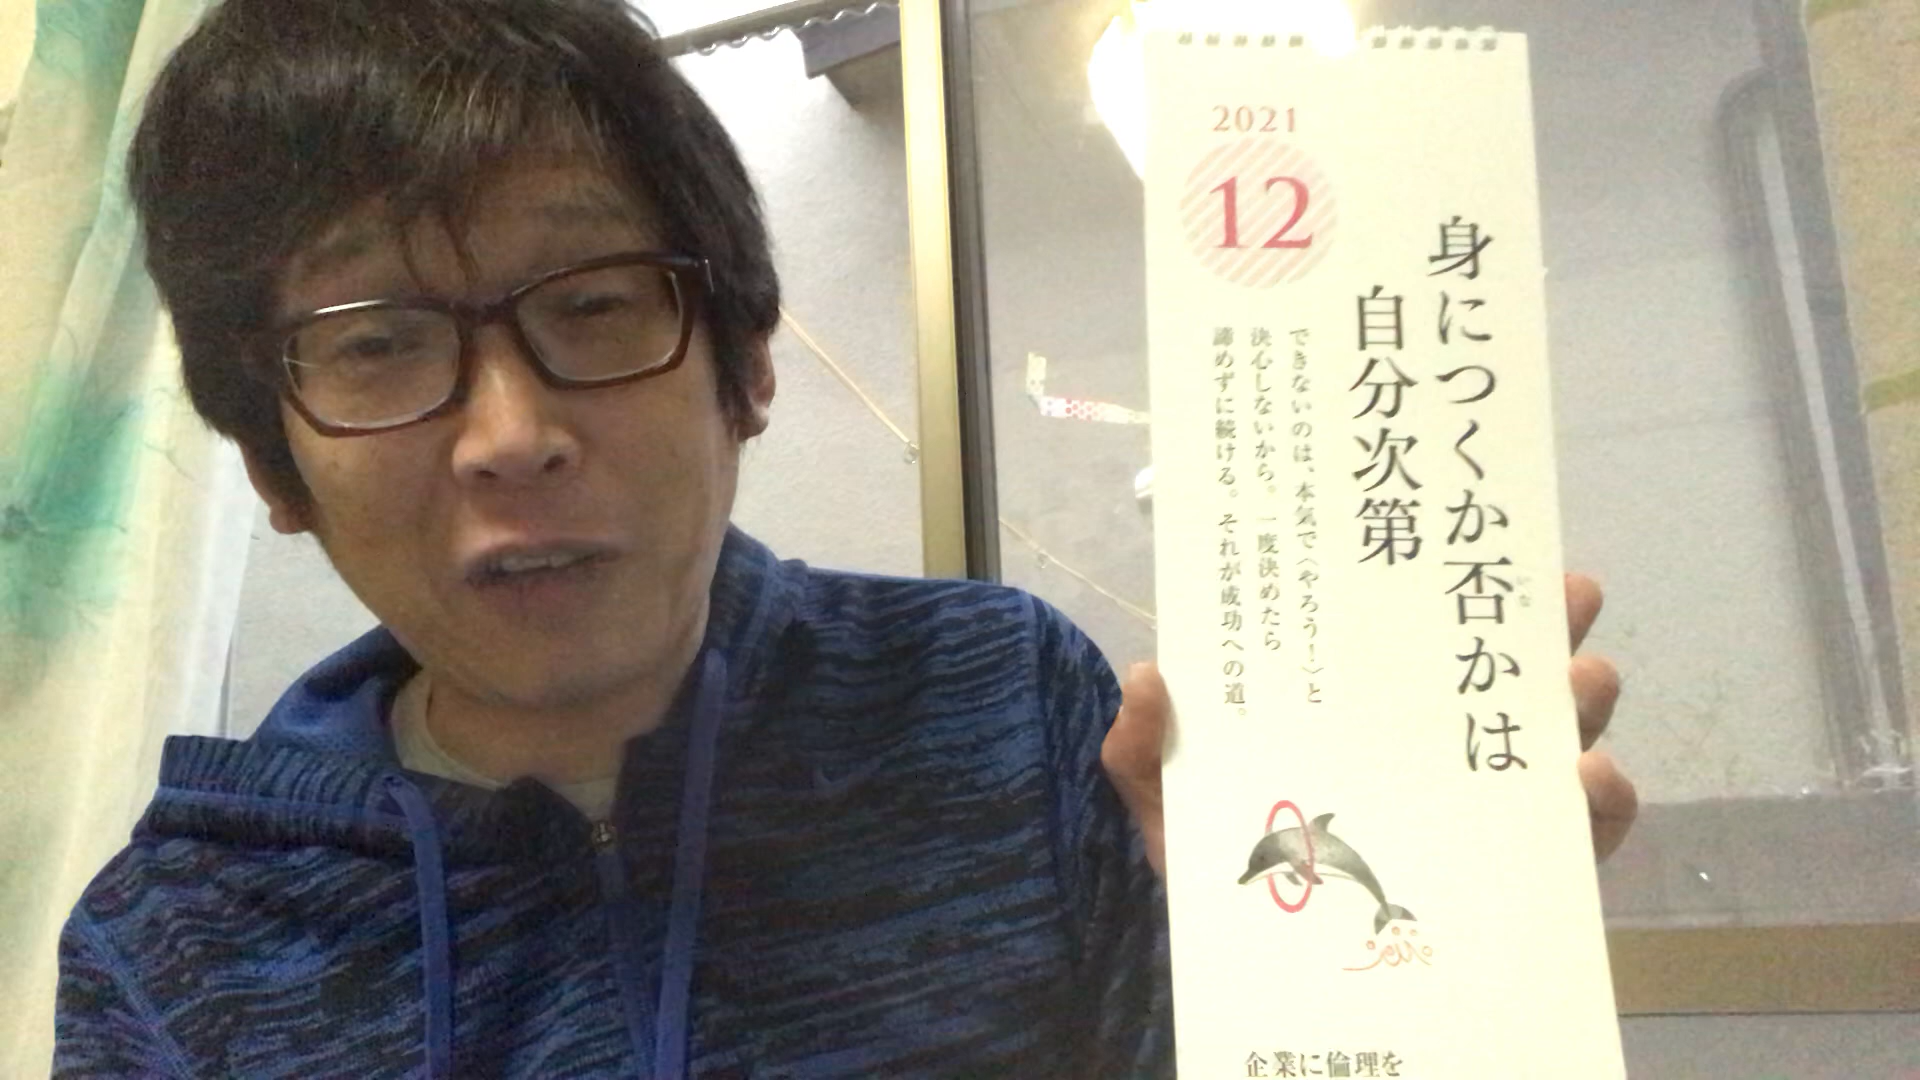 2021
12
身につくか否かは
自分次第
できないのは、本気で〈やろう！〉と
決心しないから。一度決めたら
諦めずに続ける。それが成功への道。
企業に倫理を